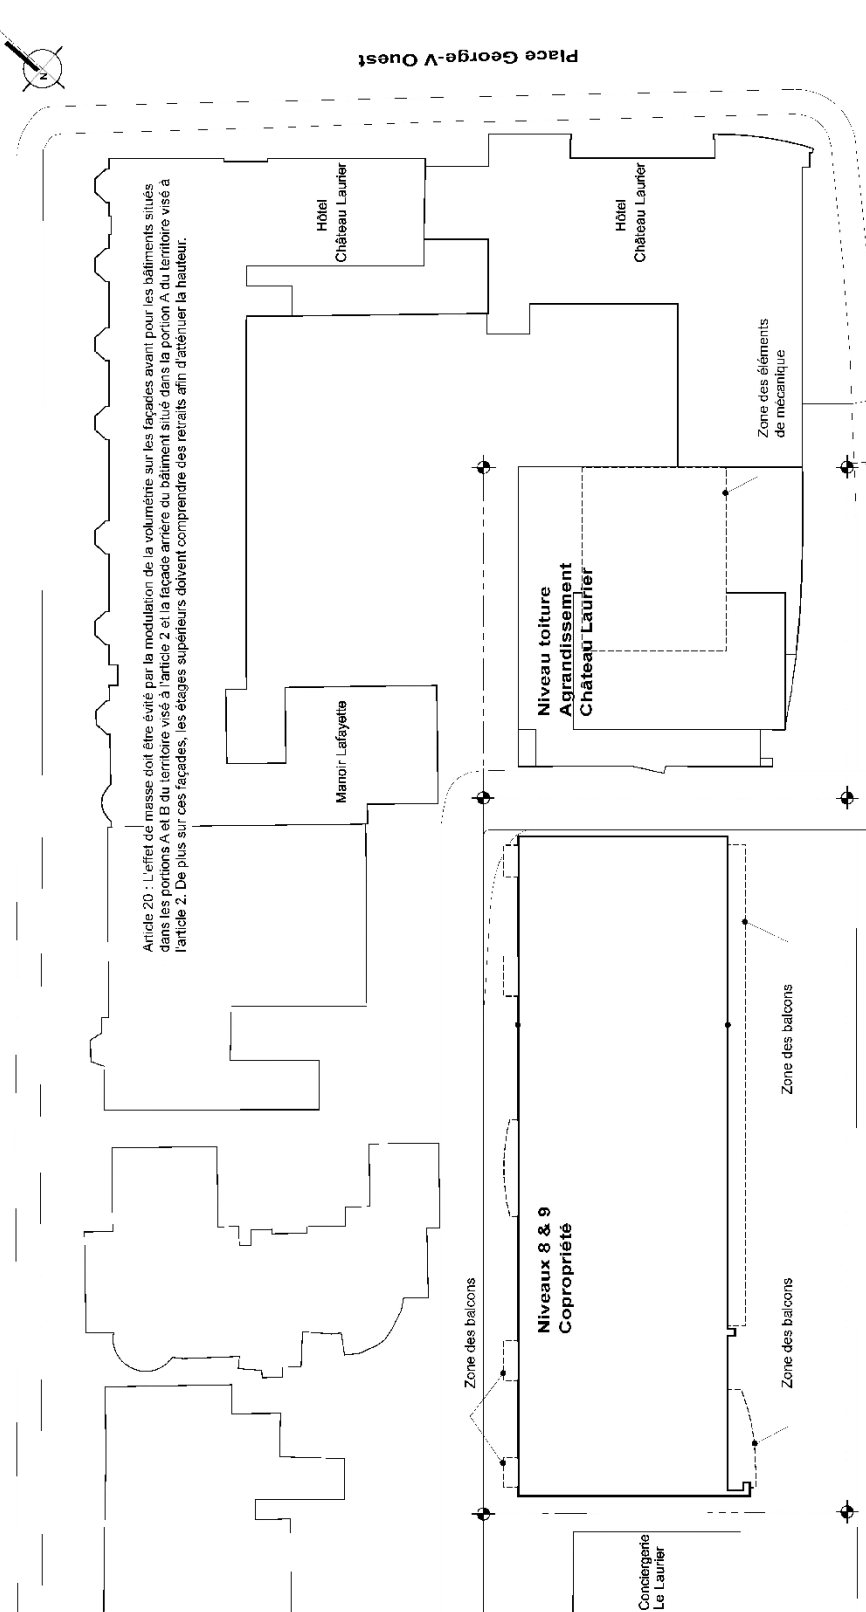 Place George-V Ouest
N
Hôtel
Château Laurier
Hôtel
Château Laurier
Article 20 : L'effet de masse doit être évité par la modulation de la volumétrie sur les façades avant pour les bâtiments situés
dans les portions A et B du territoire visé à l'article 2 et la façade arrière du bâtiment situé dans la portion A du territoire visé à
l'article 2. De plus sur ces façades, les étages supérieurs doivent comprendre des retraits afin d'atténuer la hauteur.
Zone des éléments
de mécanique
Niveau toiture
Agrandissement
Château Laurier
Manoir Lafayette
Zone des balcons
Niveaux 8 & 9
Copropriété
Zone des balcons
Zone des balcons
Conciergerie
Le Laurier